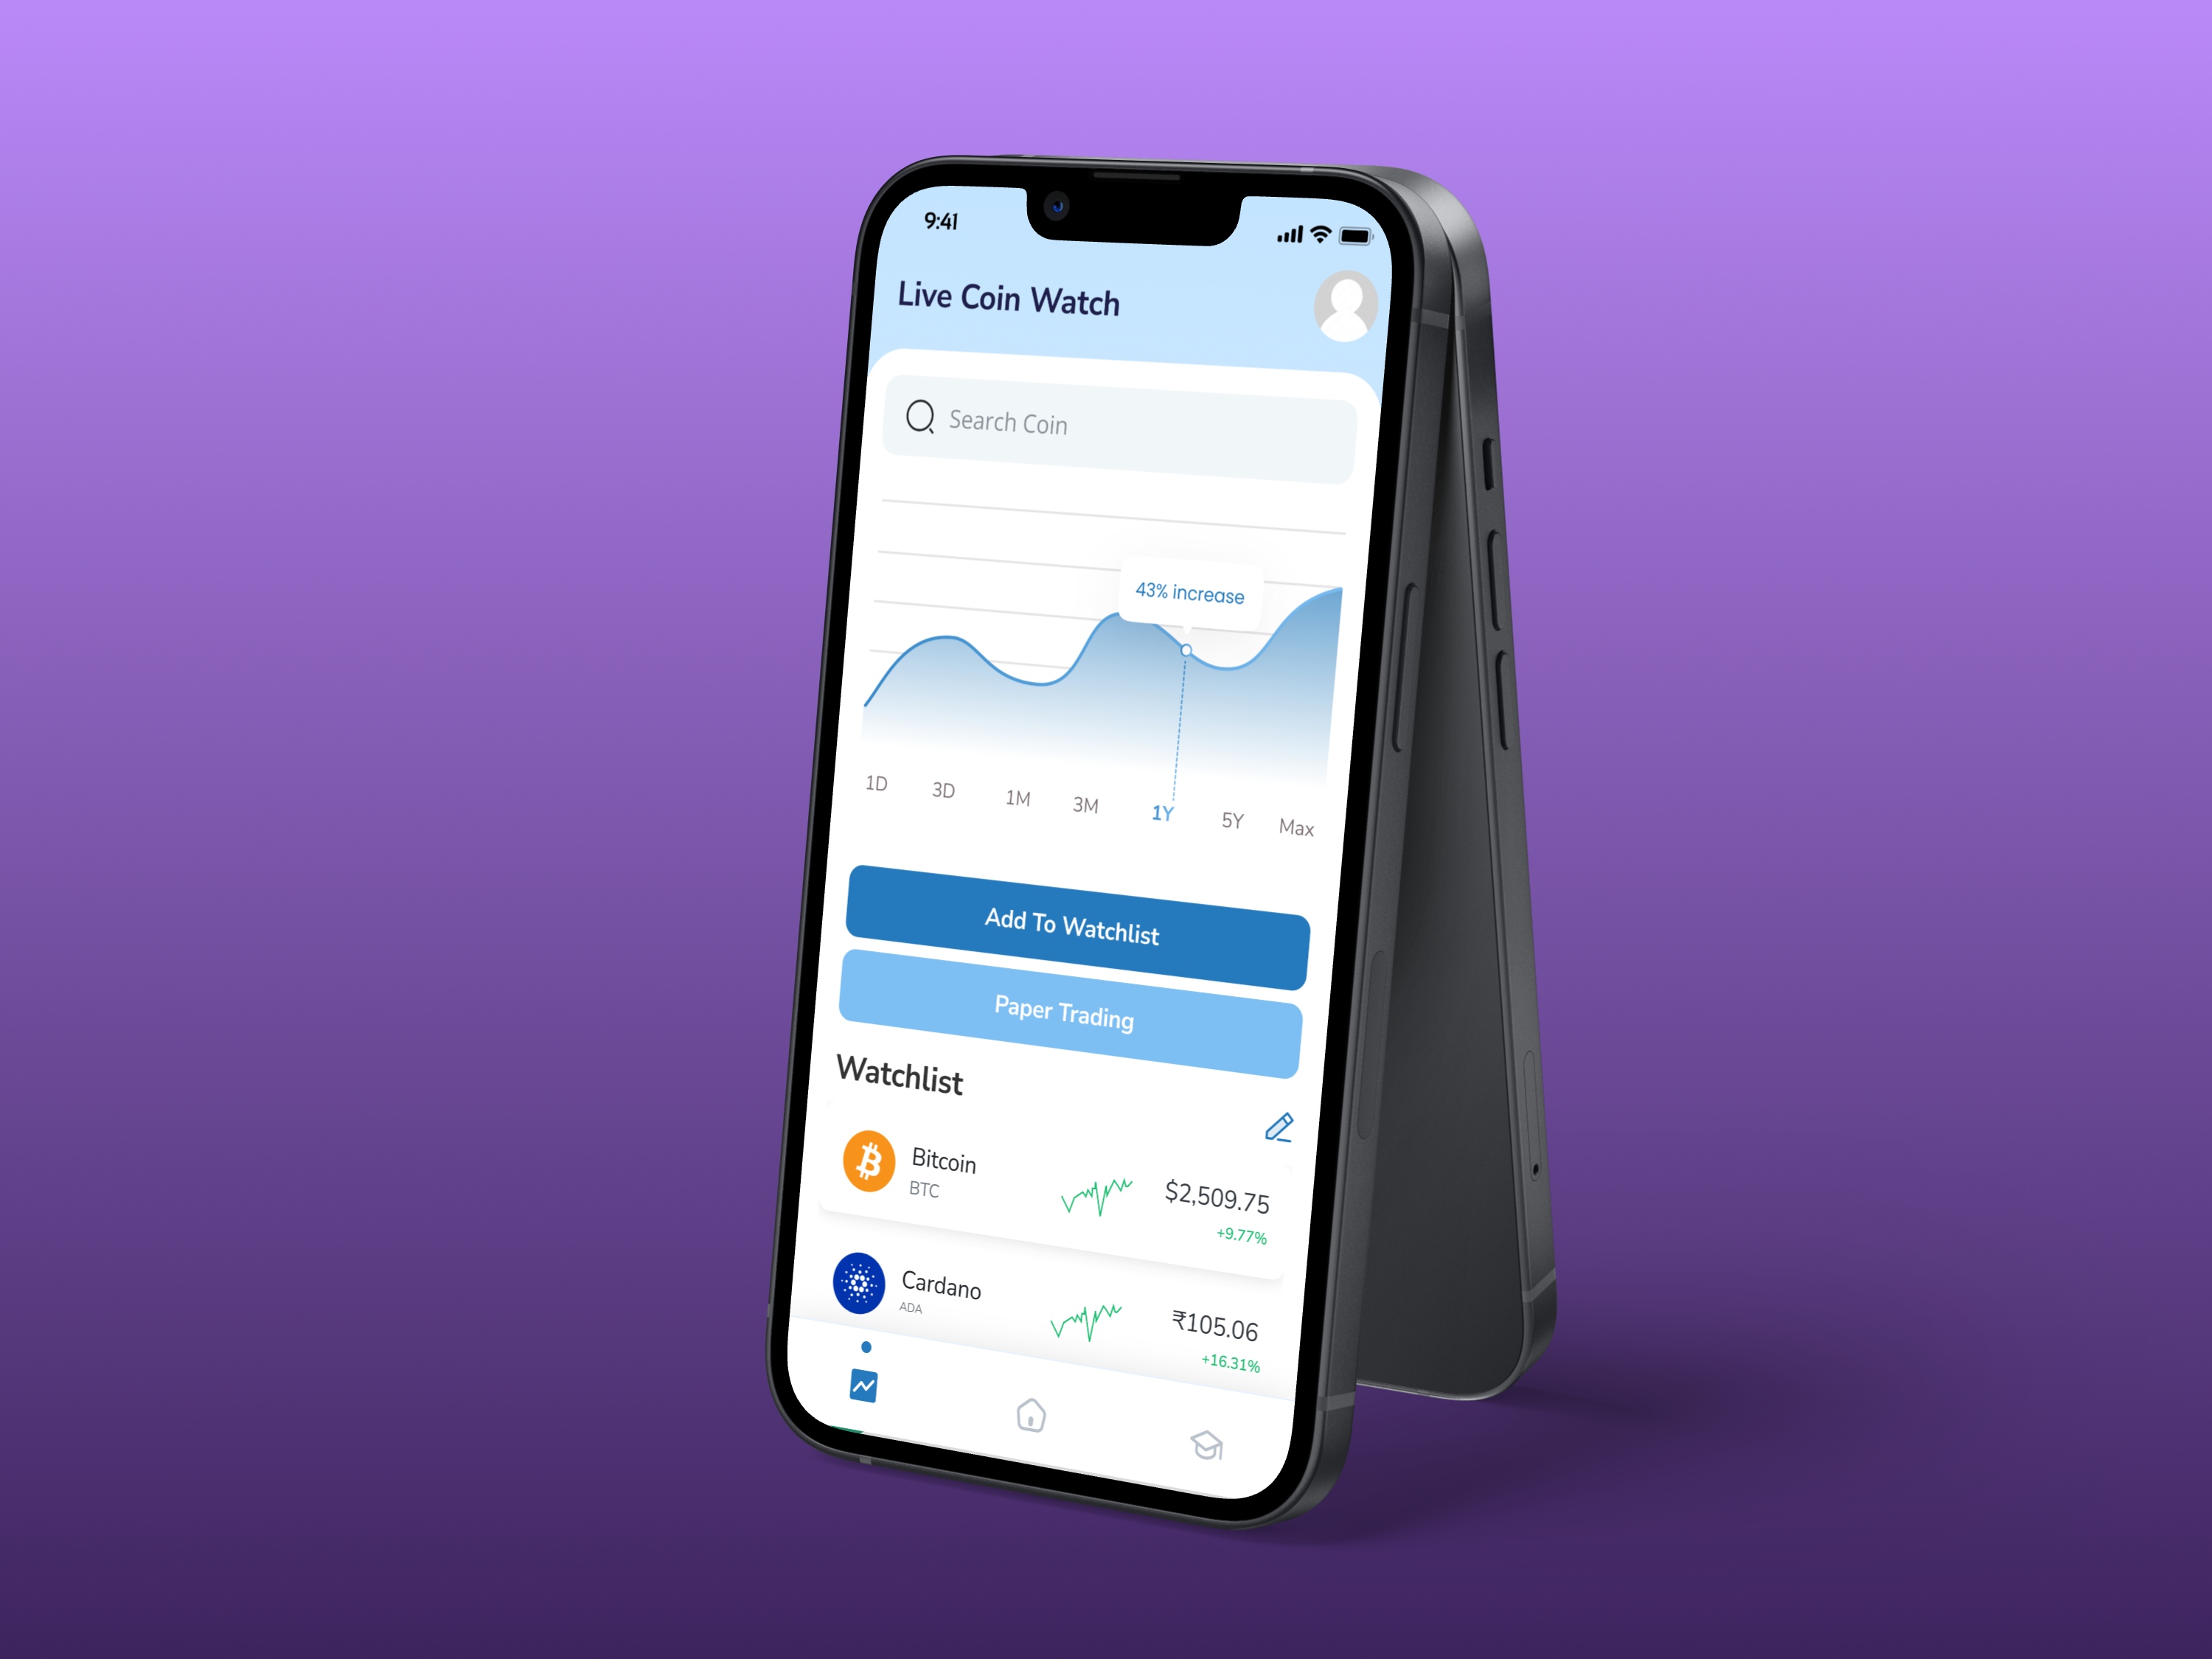 9:41
Live Coin Watch
Search Coin
43% increase
1D 3D 1M 3M 1Y 5Y Max
Add To Watchlist
Paper Trading
Watchlist
Bitcoin
BTC
$2,509.75
+9.77%
Cardano
ADA
₹105.06
+16.31%